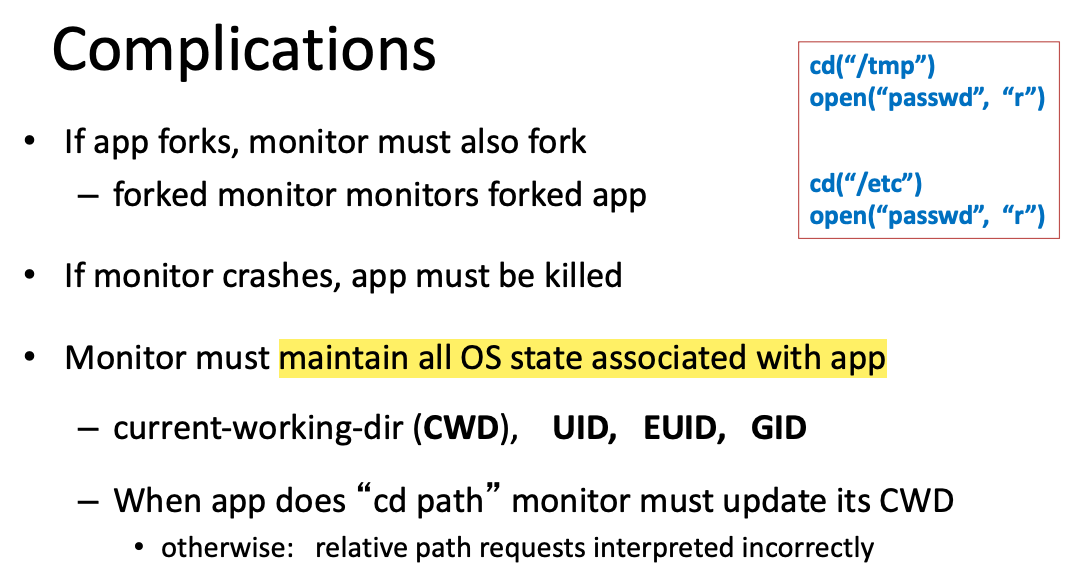 Complications
cd(“/tmp”)
open(“passwd”, “r”)
cd(“/etc”)
open(“passwd”, “r”)
• If app forks, monitor must also fork
– forked monitor monitors forked app
• If monitor crashes, app must be killed
• Monitor must maintain all OS state associated with app
– current-working-dir (CWD), UID, EUID, GID
– When app does “cd path” monitor must update its CWD
• otherwise: relative path requests interpreted incorrectly